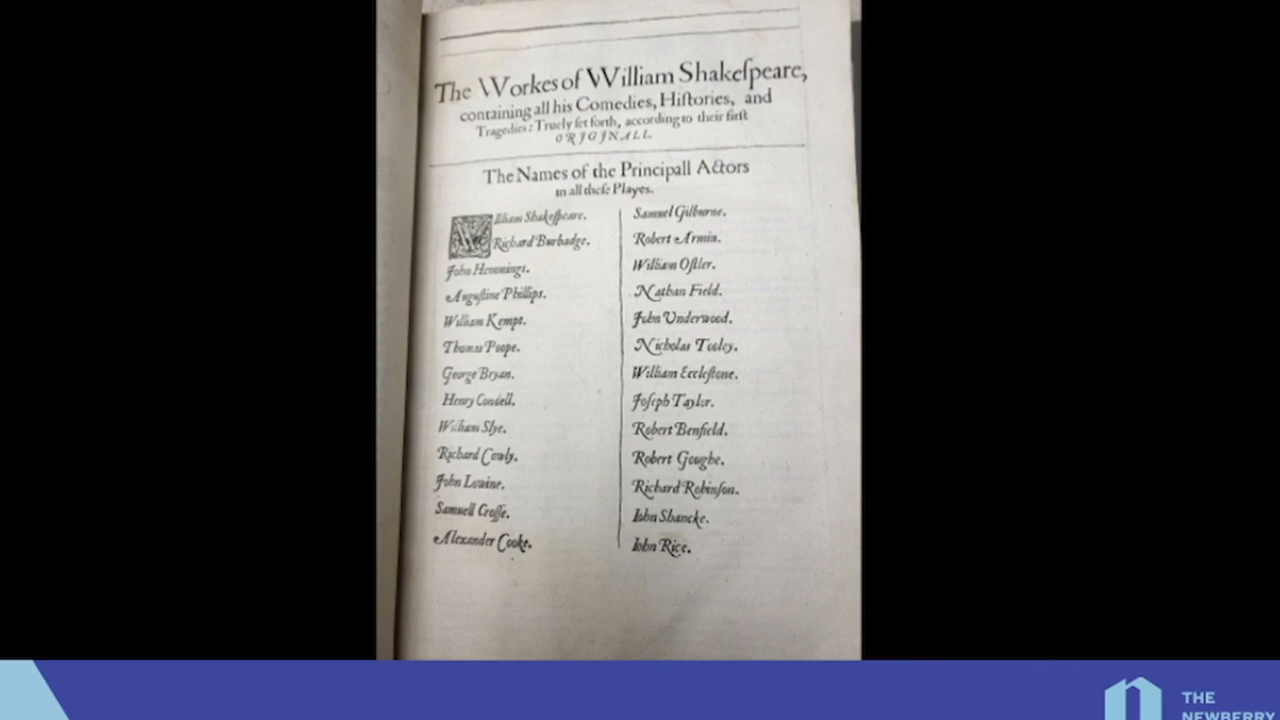 The Workes of William Shakeſpeare,
containing all his Comedies, Hiſtories, and
Tragedies: Truely ſet forth, according to their firſt
ORJGJNALL.
The Names of the Principall Actors
in all theſe Playes.
William Shakeſpeare.
Richard Burbadge.
John Hemmings.
Auguſtine Phillips.
William Kempt.
Thomas Poope.
George Bryan.
Henry Condell.
William Slye.
Richard Cowly.
John Lowine.
Samuell Croſſe.
Alexander Cooke.
Samuel Gilburne.
Robert Armin.
William Oſtler.
Nathan Field.
John Underwood.
Nicholas Tooley.
William Eccleſtone.
Joſeph Taylor.
Robert Benfield.
Robert Goughe.
Richard Robinſon.
Iohn Shancke.
Iohn Rice.
THE
NEWBERRY